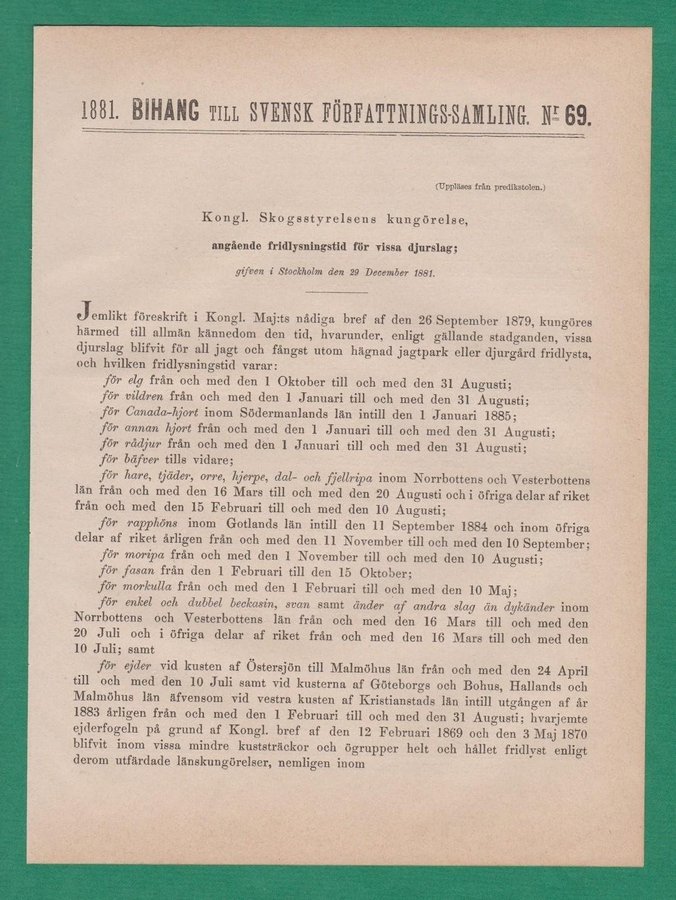 1881. BIHANG TILL SVENSK FÖRFATTNINGS-SAMLING. Nr 69.
(Uppläses från predikstolen.)
Kongl. Skogsstyrelsens kungörelse,
angående fridlysningstid för vissa djurslag;
gifven i Stockholm den 29 December 1881.
Jemlikt föreskrift i Kongl. Maj:ts nådiga bref af den 26 September 1879, kungöres
härmed till allmän kännedom den tid, hvarunder, enligt gällande stadganden, vissa
djurslag blifvit för all jagt och fångst utom hägnad jagtpark eller djurgård fridlysta,
och hvilken fridlysningstid varar:
för elg från och med den 1 Oktober till och med den 31 Augusti;
för vildren från och med den 1 Januari till och med den 31 Augusti;
för Canada-hjort inom Södermanlands län intill den 1 Januari 1885;
för annan hjort från och med den 1 Januari till och med den 31 Augusti;
för rådjur från och med den 1 Januari till och med den 31 Augusti;
för bäfver tills vidare;
för hare, tjäder, orre, hjerpe, dal- och fjellripa inom Norrbottens och Vesterbottens
län från och med den 16 Mars till och med den 20 Augusti och i öfriga delar af riket
från och med den 15 Februari till och med den 10 Augusti;
för rapphöns inom Gotlands län intill den 11 September 1884 och inom öfriga
delar af riket årligen från och med den 11 November till och med den 10 September;
för moripa från och med den 1 November till och med den 10 Augusti;
för fasan från den 1 Februari till den 15 Oktober;
för morkulla från och med den 1 Februari till och med den 10 Maj;
för enkel och dubbel beckasin, svan samt änder af andra slag än dykänder inom
Norrbottens och Vesterbottens län från och med den 16 Mars till och med den
20 Juli och i öfriga delar af riket från och med den 16 Mars till och med den
10 Juli; samt
för ejder vid kusten af Östersjön till Malmöhus län från och med den 24 April
till och med den 10 Juli samt vid kusterna af Göteborgs och Bohus, Hallands och
Malmöhus län äfvensom vid vestra kusten af Kristianstads län intill utgången af år
1883 årligen från och med den 1 Februari till och med den 31 Augusti; hvarjemte
ejderfogeln på grund af Kongl. bref af den 12 Februari 1869 och den 3 Maj 1870
blifvit inom vissa mindre kuststräckor och ögrupper helt och hållet fridlyst enligt
derom utfärdade länskungörelser, nemligen inom